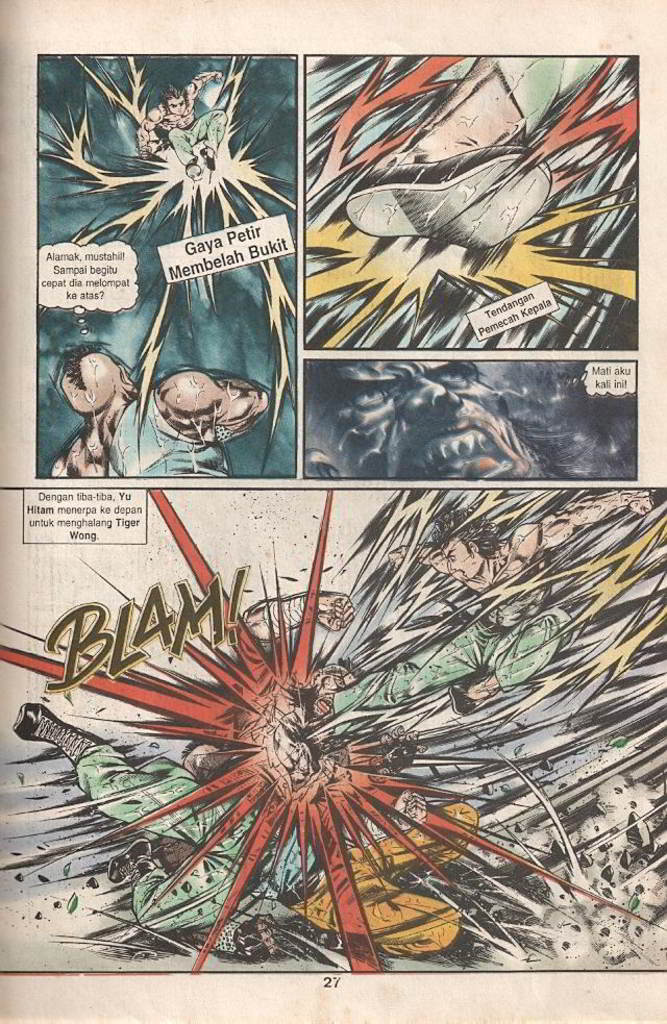 Gaya Petir
Membelah Bukit
Alamak, mustahil!
Sampai begitu
cepat dia melompat
ke atas?
Tendangan
Pemecah Kepala
Mati aku
kali ini!
Dengan tiba-tiba, Yu
Hitam menerpa ke depan
untuk menghalang Tiger
Wong.
BLAM!
27